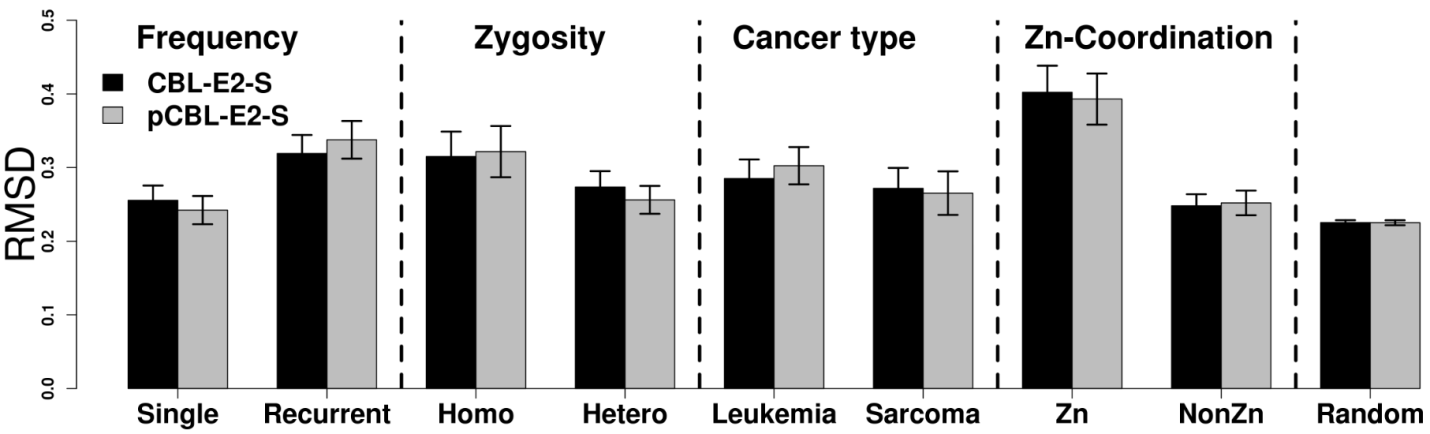 Frequency
Zygosity
Cancer type
Zn-Coordination
CBL-E2-S
pCBL-E2-S
RMSD
0.5
0.4
0.3
0.2
0.1
0.0
Single
Recurrent
Homo
Hetero
Leukemia
Sarcoma
Zn
NonZn
Random